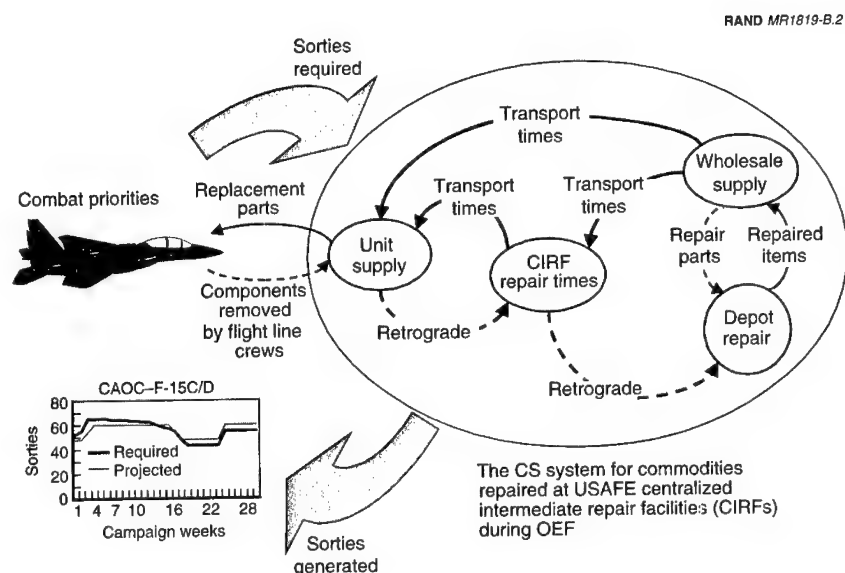 RAND MR1819-B.2
Sorties
required
Transport
times
Wholesale
supply
Combat priorities
Replacement
parts
Transport
times
Transport
times
Unit
supply
CIRF
repair times
Repair
parts
Repaired
items
Components
removed
by flight line
crews
Retrograde
Depot
repair
Retrograde
CAOC–F-15C/D
80
60
40
20
0
Sorties
Required
Projected
1 4 7 10 16 22 28
Campaign weeks
The CS system for commodities
repaired at USAFE centralized
intermediate repair facilities (CIRFs)
during OEF
Sorties
generated